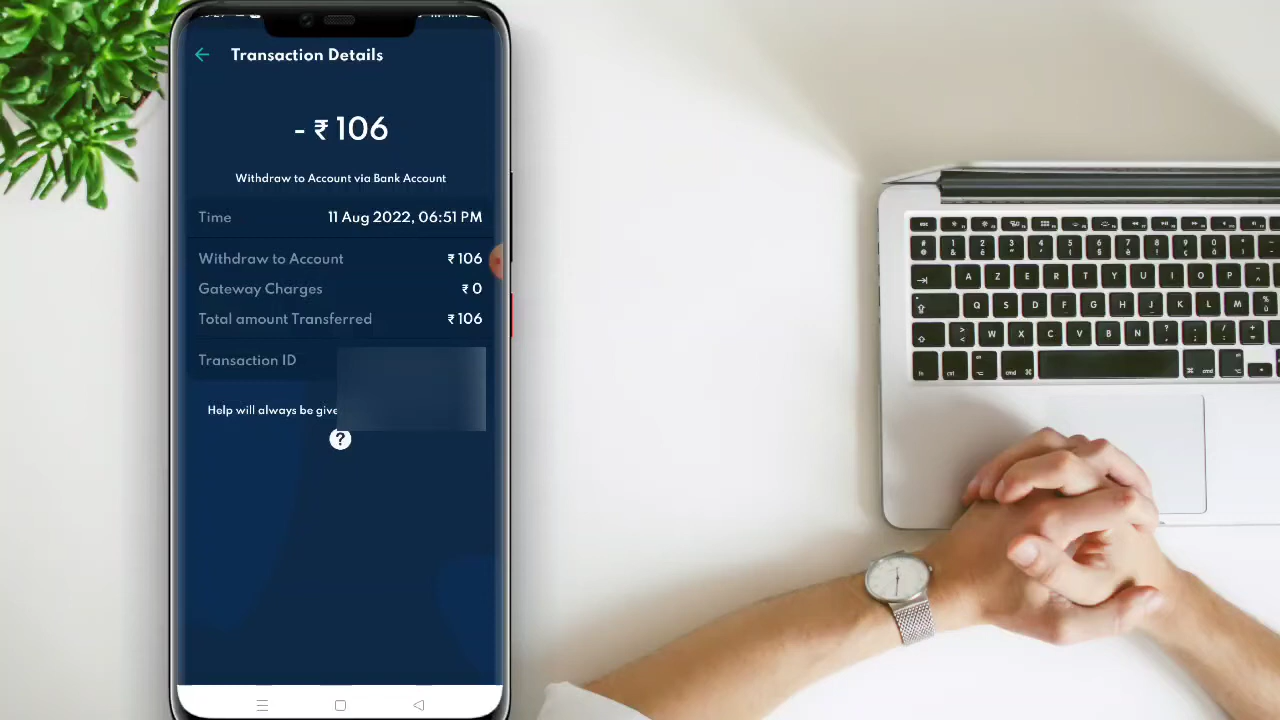 Transaction Details
- ₹ 106
Withdraw to Account via Bank Account
Time 11 Aug 2022, 06:51 PM
Withdraw to Account ₹ 106
Gateway Charges ₹ 0
Total amount Transferred ₹ 106
Transaction ID
Help will always be give
?